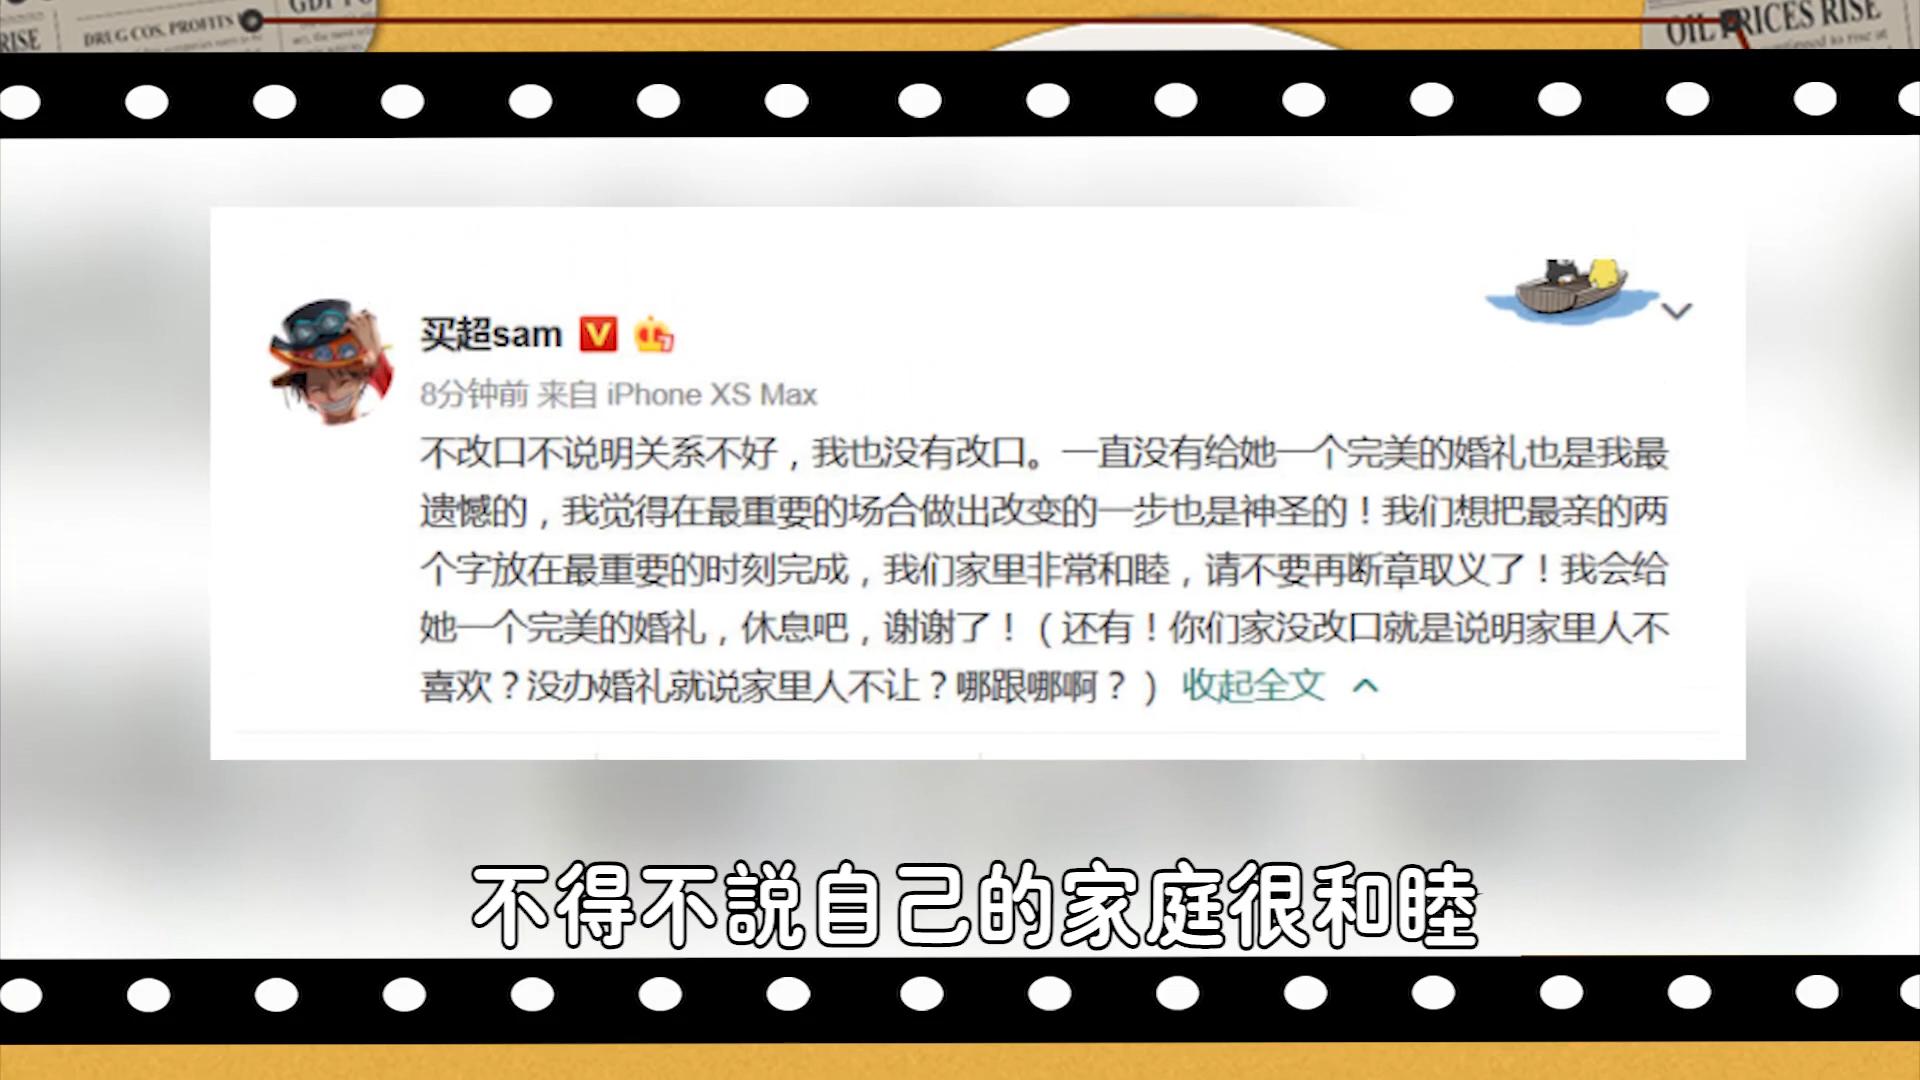 GDP
RISE
DRUG COS. PROFITS
OIL PRICES RISE
买超sam
8分钟前 来自 iPhone XS Max
不改口不说明关系不好，我也没有改口。一直没有给她一个完美的婚礼也是我最
遗憾的，我觉得在最重要的场合做出改变的一步也是神圣的！我们想把最亲的两
个字放在最重要的时刻完成，我们家里非常和睦，请不要再断章取义了！我会给
她一个完美的婚礼，休息吧，谢谢了！（还有！你们家没改口就是说明家里人不
喜欢？没办婚礼就说家里人不让？哪跟哪啊？） 收起全文
不得不説自己的家庭很和睦